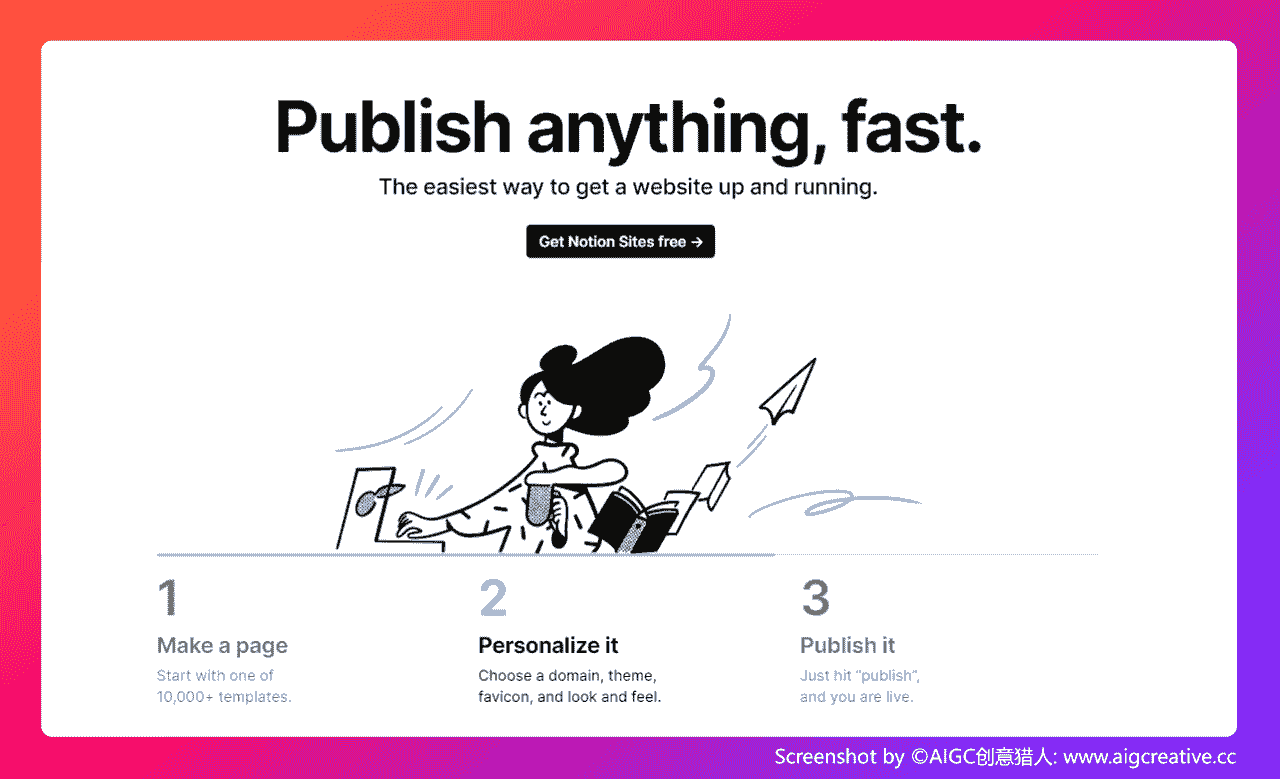 Publish anything, fast.
The easiest way to get a website up and running.
Get Notion Sites free →
1
Make a page
Start with one of
10,000+ templates.
2
Personalize it
Choose a domain, theme,
favicon, and look and feel.
3
Publish it
Just hit “publish”,
and you are live.
Screenshot by ©AIGC创意猎人: www.aigcreative.cc